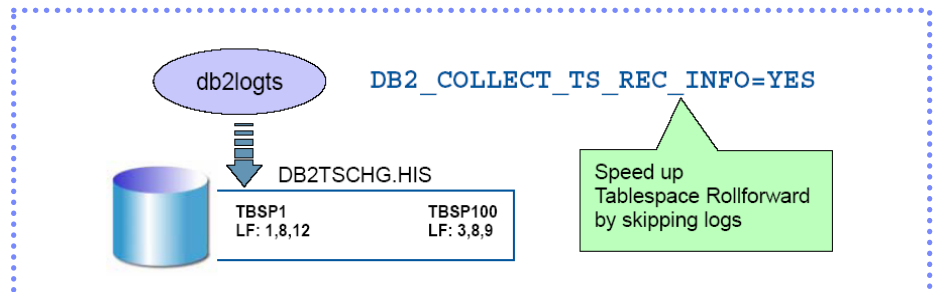 db2logts
DB2_COLLECT_TS_REC_INFO=YES
DB2TSCHG.HIS
Speed up
Tablespace Rollforward
by skipping logs
TBSP1
LF: 1,8,12
TBSP100
LF: 3,8,9